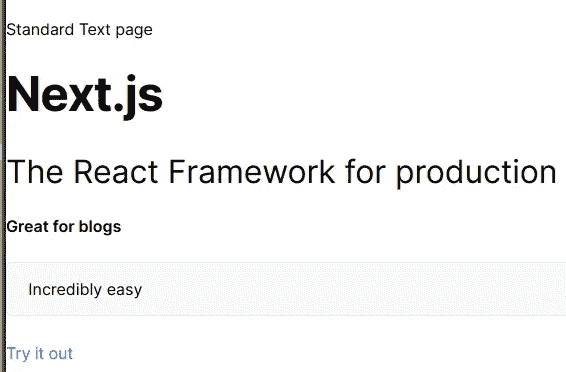 Standard Text page
Next.js
The React Framework for production
Great for blogs
Incredibly easy
Try it out